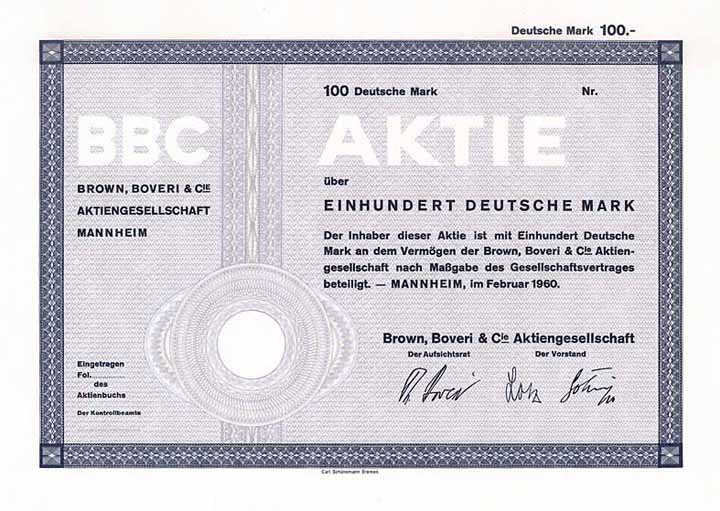 Deutsche Mark 100.-
100 Deutsche Mark Nr.
BBC AKTIE
BROWN, BOVERI & CIE
AKTIENGESELLSCHAFT
MANNHEIM
über
EINHUNDERT DEUTSCHE MARK
Der Inhaber dieser Aktie ist mit Einhundert Deutsche
Mark an dem Vermögen der Brown, Boveri & Cie Aktien-
gesellschaft nach Maßgabe des Gesellschaftsvertrages
beteiligt. — MANNHEIM, im Februar 1960.
Brown, Boveri & Cie Aktiengesellschaft
Der Aufsichtsrat Der Vorstand
Boveri Lotz
Eingetragen
Fol.......
des
Aktienbuchs
Der Kontrollbeamte
Carl Schünemann Bremen